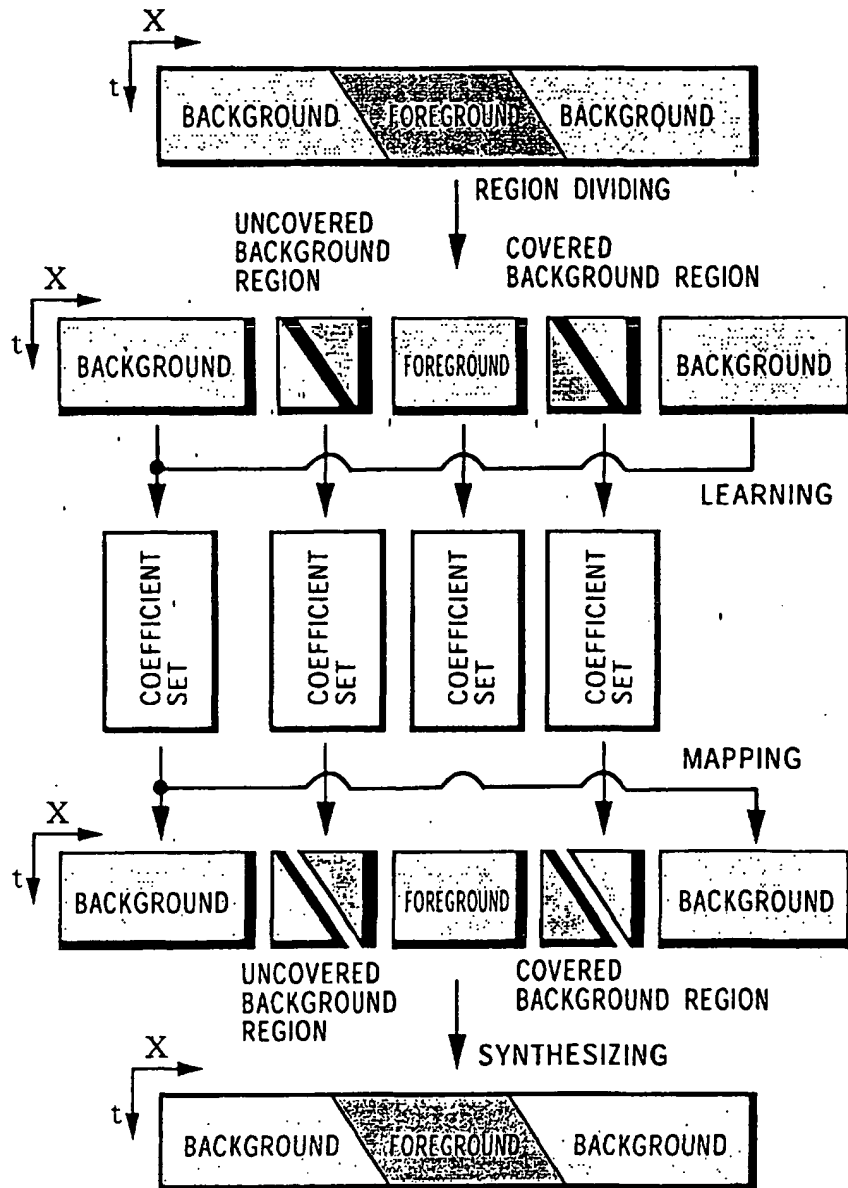 X
t
BACKGROUND
FOREGROUND
BACKGROUND
REGION DIVIDING
UNCOVERED
BACKGROUND
REGION
COVERED
BACKGROUND REGION
X
t
BACKGROUND
FOREGROUND
BACKGROUND
LEARNING
COEFFICIENT
SET
COEFFICIENT
SET
COEFFICIENT
SET
COEFFICIENT
SET
MAPPING
X
t
BACKGROUND
FOREGROUND
BACKGROUND
UNCOVERED
BACKGROUND
REGION
COVERED
BACKGROUND REGION
SYNTHESIZING
X
t
BACKGROUND
FOREGROUND
BACKGROUND